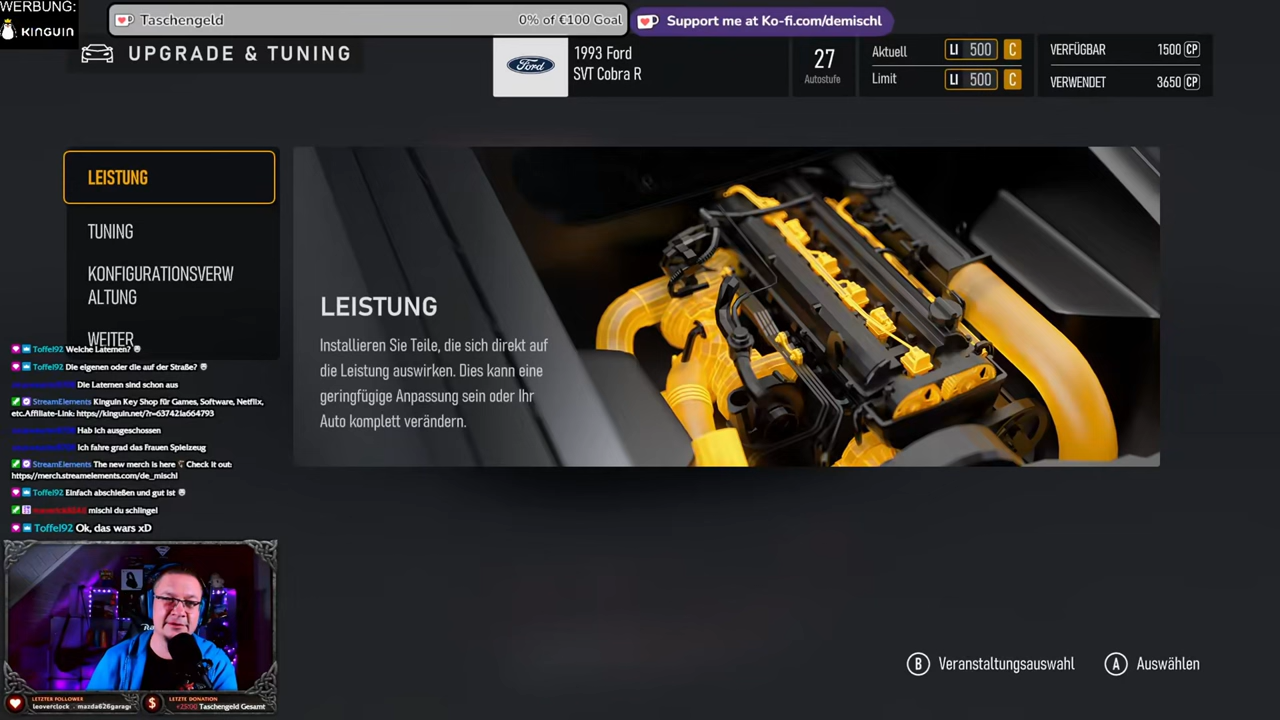 WERBUNG:
KINGUIN
Taschengeld
0% of €100 Goal
Support me at Ko-fi.com/demischl
UPGRADE & TUNING
Ford
1993 Ford
SVT Cobra R
27
Autostufe
Aktuell LI 500 C
Limit LI 500 C
VERFÜGBAR 1500 CP
VERWENDET 3650 CP
LEISTUNG
TUNING
KONFIGURATIONSVERW
ALTUNG
WEITER
LEISTUNG
Installieren Sie Teile, die sich direkt auf
die Leistung auswirken. Dies kann eine
geringfügige Anpassung sein oder Ihr
Auto komplett verändern.
Toffel92 Welche Laternen?
Toffel92 Die eigenen oder die auf der Straße?
Die Laternen sind schon aus
StreamElements Kinguin Key Shop für Games, Software, Netflix,
etc.Affiliate-Link: https://kinguin.net/?r=637421a664793
Hab ich ausgeschossen
Ich fahre grad das Frauen Spielzeug
StreamElements The new merch is here Check it out:
https://merch.streamelements.com/de_mischl
Toffel92 Einfach abschießen und gut ist
mischl du schlingel
Toffel92 Ok, das wars xD
LETZTER FOLLOWER
leoverclock . mazda626garag
LETZTE DONATION
Taschengeld Gesamt
B Veranstaltungsauswahl
A Auswählen